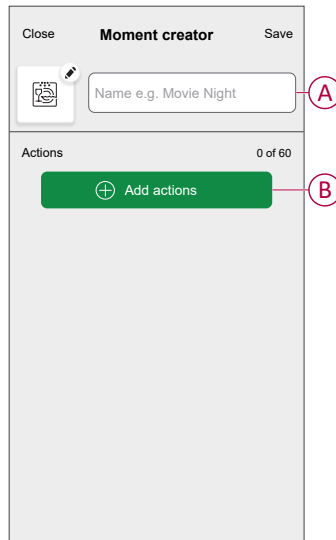 Close Moment creator Save
Name e.g. Movie Night
A
Actions 0 of 60
Add actions
B